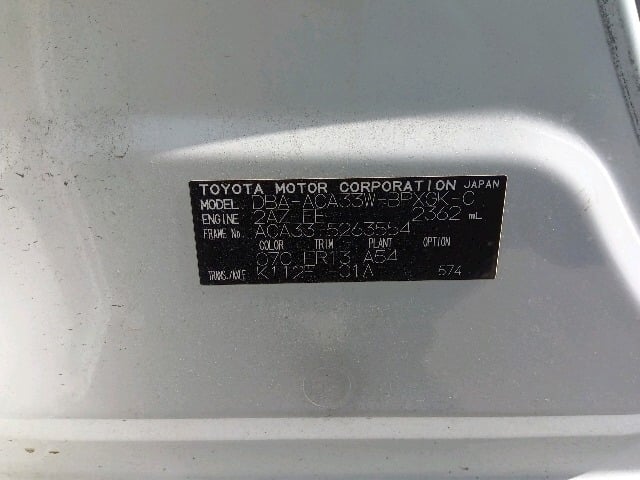 TOYOTA MOTOR CORPORATION JAPAN
MODEL DBA-ACA33W-BPXGK-C
ENGINE 2AZ-FE 2362 mL
FRAME No. ACA33-5263554
COLOR TRIM PLANT OPTION
070 FR13 A54
TRANS./AXLE K112F -01A 574